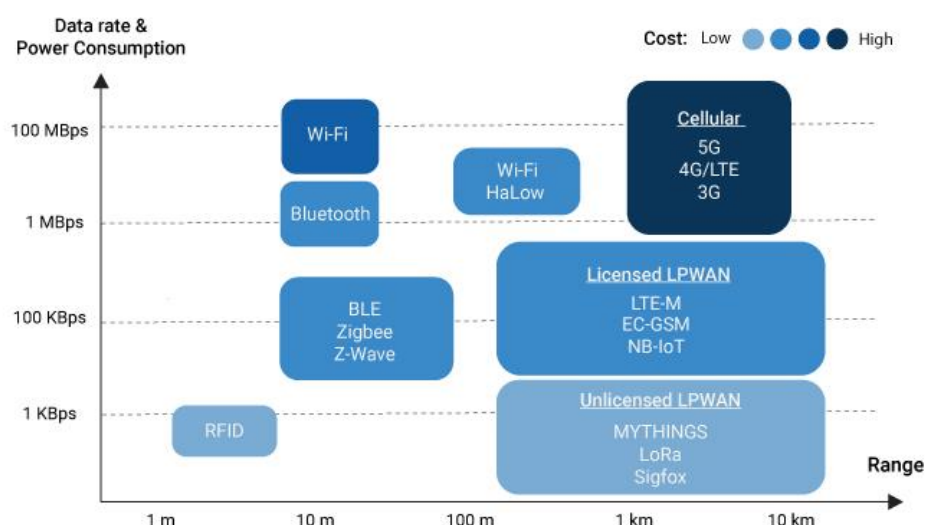 Data rate &
Power Consumption
Cost: Low High
100 MBps
Wi-Fi
Cellular
5G
4G/LTE
3G
Wi-Fi
HaLow
Bluetooth
1 MBps
Licensed LPWAN
LTE-M
EC-GSM
NB-IoT
BLE
Zigbee
Z-Wave
100 KBps
Unlicensed LPWAN
MYTHINGS
LoRa
Sigfox
1 KBps
RFID
Range
1 m 10 m 100 m 1 km 10 km